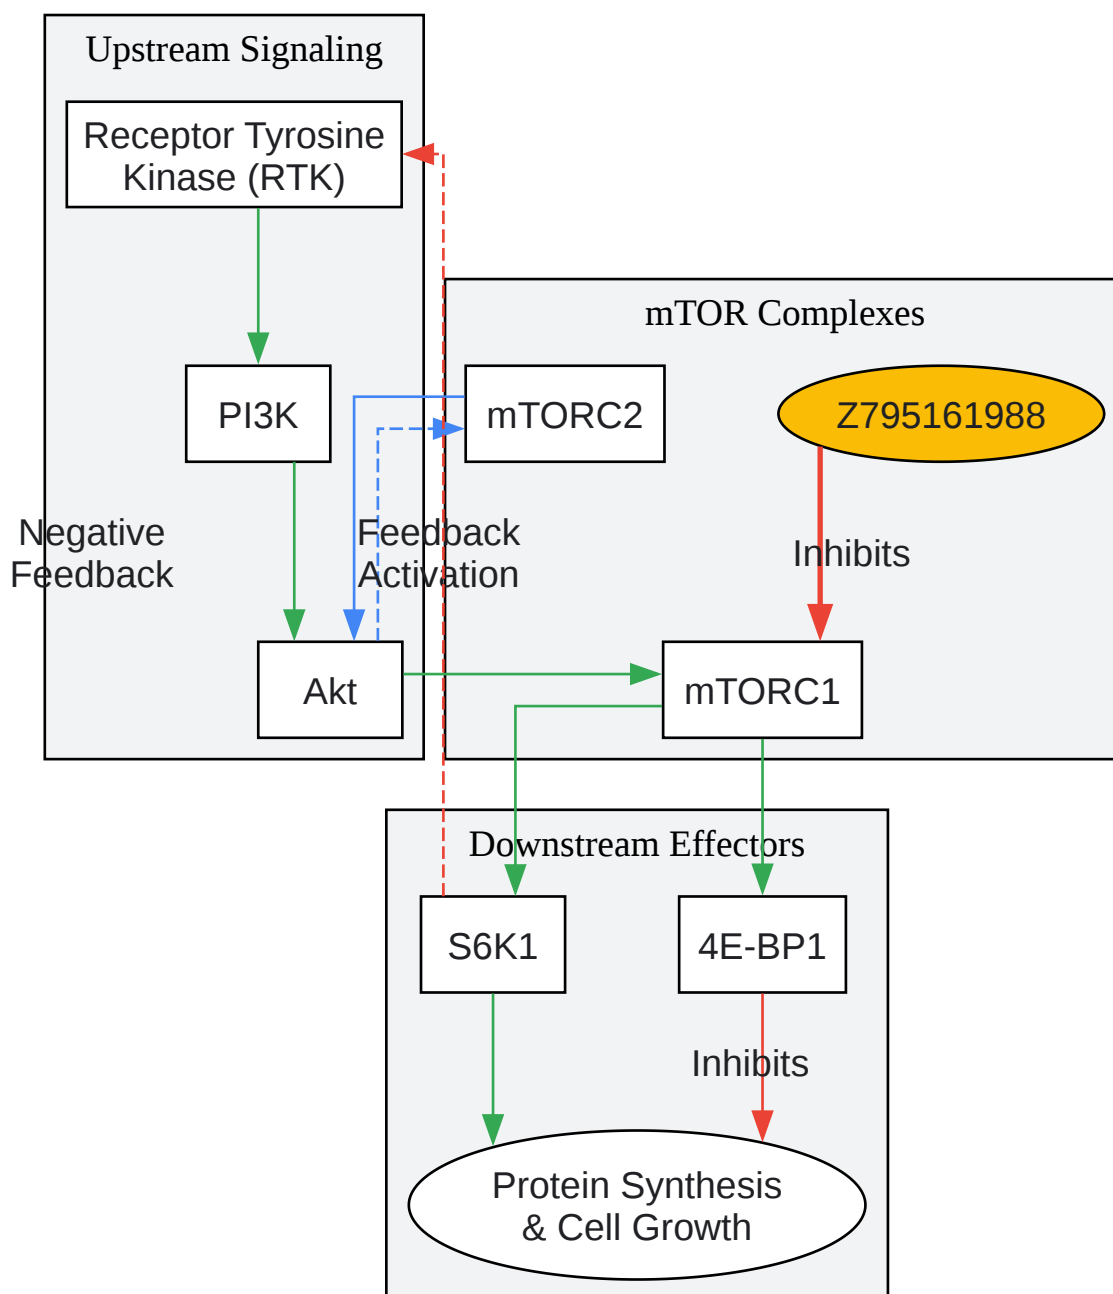 Upstream Signaling
Receptor Tyrosine
Kinase (RTK)
mTOR Complexes
PI3K
mTORC2
Z795161988
Negative
Feedback
Feedback
Activation
Inhibits
Akt
mTORC1
Downstream Effectors
S6K1
4E-BP1
Inhibits
Protein Synthesis
& Cell Growth